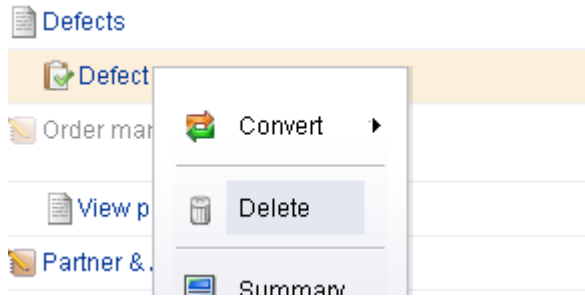 Defects
Defect
Convert
Order mar
Delete
View p
Partner &
Summary